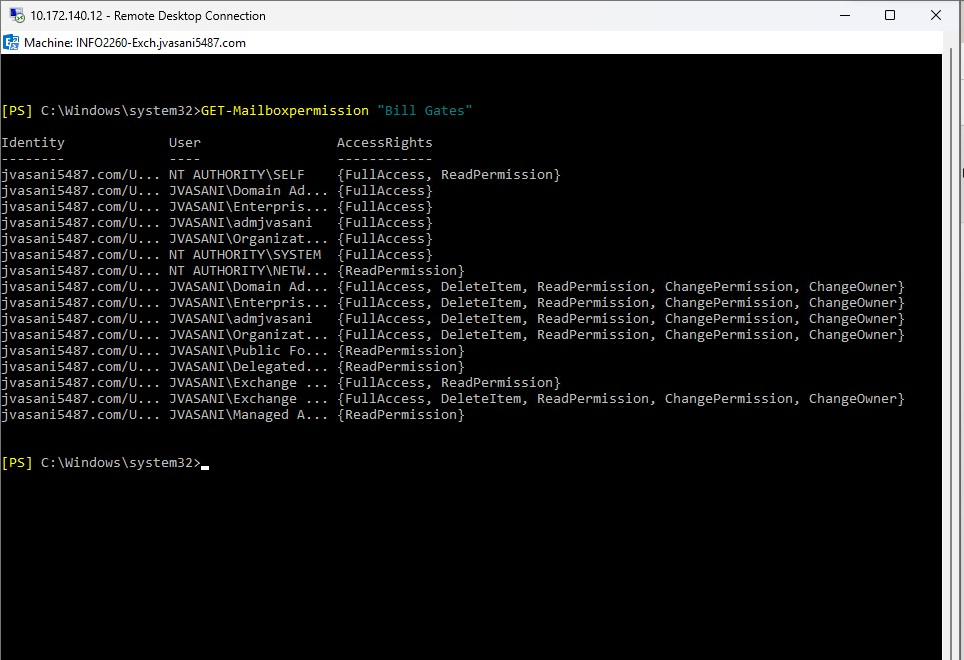 10.172.140.12 - Remote Desktop Connection
Machine: INFO2260-Exch.jvasani5487.com
[PS] C:\Windows\system32>GET-Mailboxpermission "Bill Gates"
Identity User AccessRights
-------- ---- ------------
jvasani5487.com/U... NT AUTHORITY\SELF {FullAccess, ReadPermission}
jvasani5487.com/U... JVASANI\Domain Ad... {FullAccess}
jvasani5487.com/U... JVASANI\Enterpris... {FullAccess}
jvasani5487.com/U... JVASANI\admjvasani {FullAccess}
jvasani5487.com/U... JVASANI\Organizat... {FullAccess}
jvasani5487.com/U... NT AUTHORITY\SYSTEM {FullAccess}
jvasani5487.com/U... NT AUTHORITY\NETW... {ReadPermission}
jvasani5487.com/U... JVASANI\Domain Ad... {FullAccess, DeleteItem, ReadPermission, ChangePermission, ChangeOwner}
jvasani5487.com/U... JVASANI\Enterpris... {FullAccess, DeleteItem, ReadPermission, ChangePermission, ChangeOwner}
jvasani5487.com/U... JVASANI\admjvasani {FullAccess, DeleteItem, ReadPermission, ChangePermission, ChangeOwner}
jvasani5487.com/U... JVASANI\Organizat... {FullAccess, DeleteItem, ReadPermission, ChangePermission, ChangeOwner}
jvasani5487.com/U... JVASANI\Public Fo... {ReadPermission}
jvasani5487.com/U... JVASANI\Delegated... {ReadPermission}
jvasani5487.com/U... JVASANI\Exchange ... {FullAccess, ReadPermission}
jvasani5487.com/U... JVASANI\Exchange ... {FullAccess, DeleteItem, ReadPermission, ChangePermission, ChangeOwner}
jvasani5487.com/U... JVASANI\Managed A... {ReadPermission}
[PS] C:\Windows\system32>